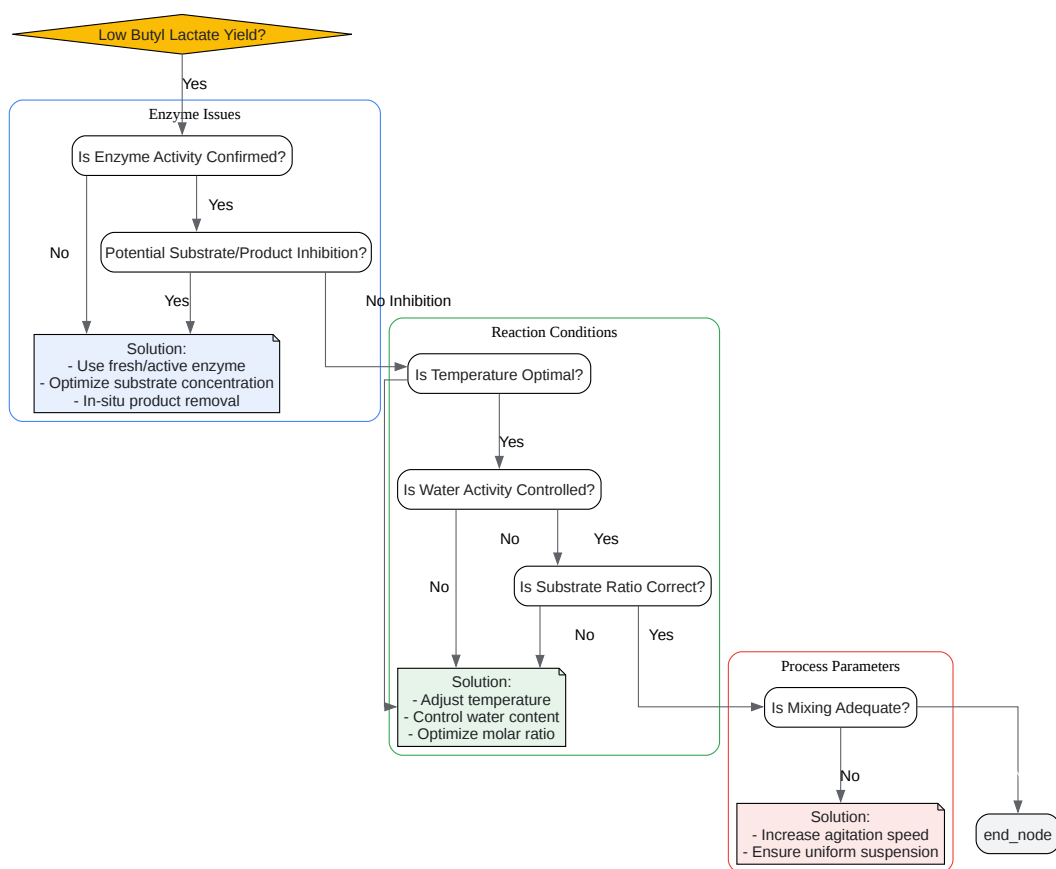 Low Butyl Lactate Yield?
Yes
Enzyme Issues
Is Enzyme Activity Confirmed?
Yes
No
Potential Substrate/Product Inhibition?
Yes
No Inhibition
Solution:
- Use fresh/active enzyme
- Optimize substrate concentration
- In-situ product removal
Reaction Conditions
Is Temperature Optimal?
Yes
Is Water Activity Controlled?
No
Yes
No
Is Substrate Ratio Correct?
No
Yes
Solution:
- Adjust temperature
- Control water content
- Optimize molar ratio
Process Parameters
Is Mixing Adequate?
No
Solution:
- Increase agitation speed
- Ensure uniform suspension
end_node